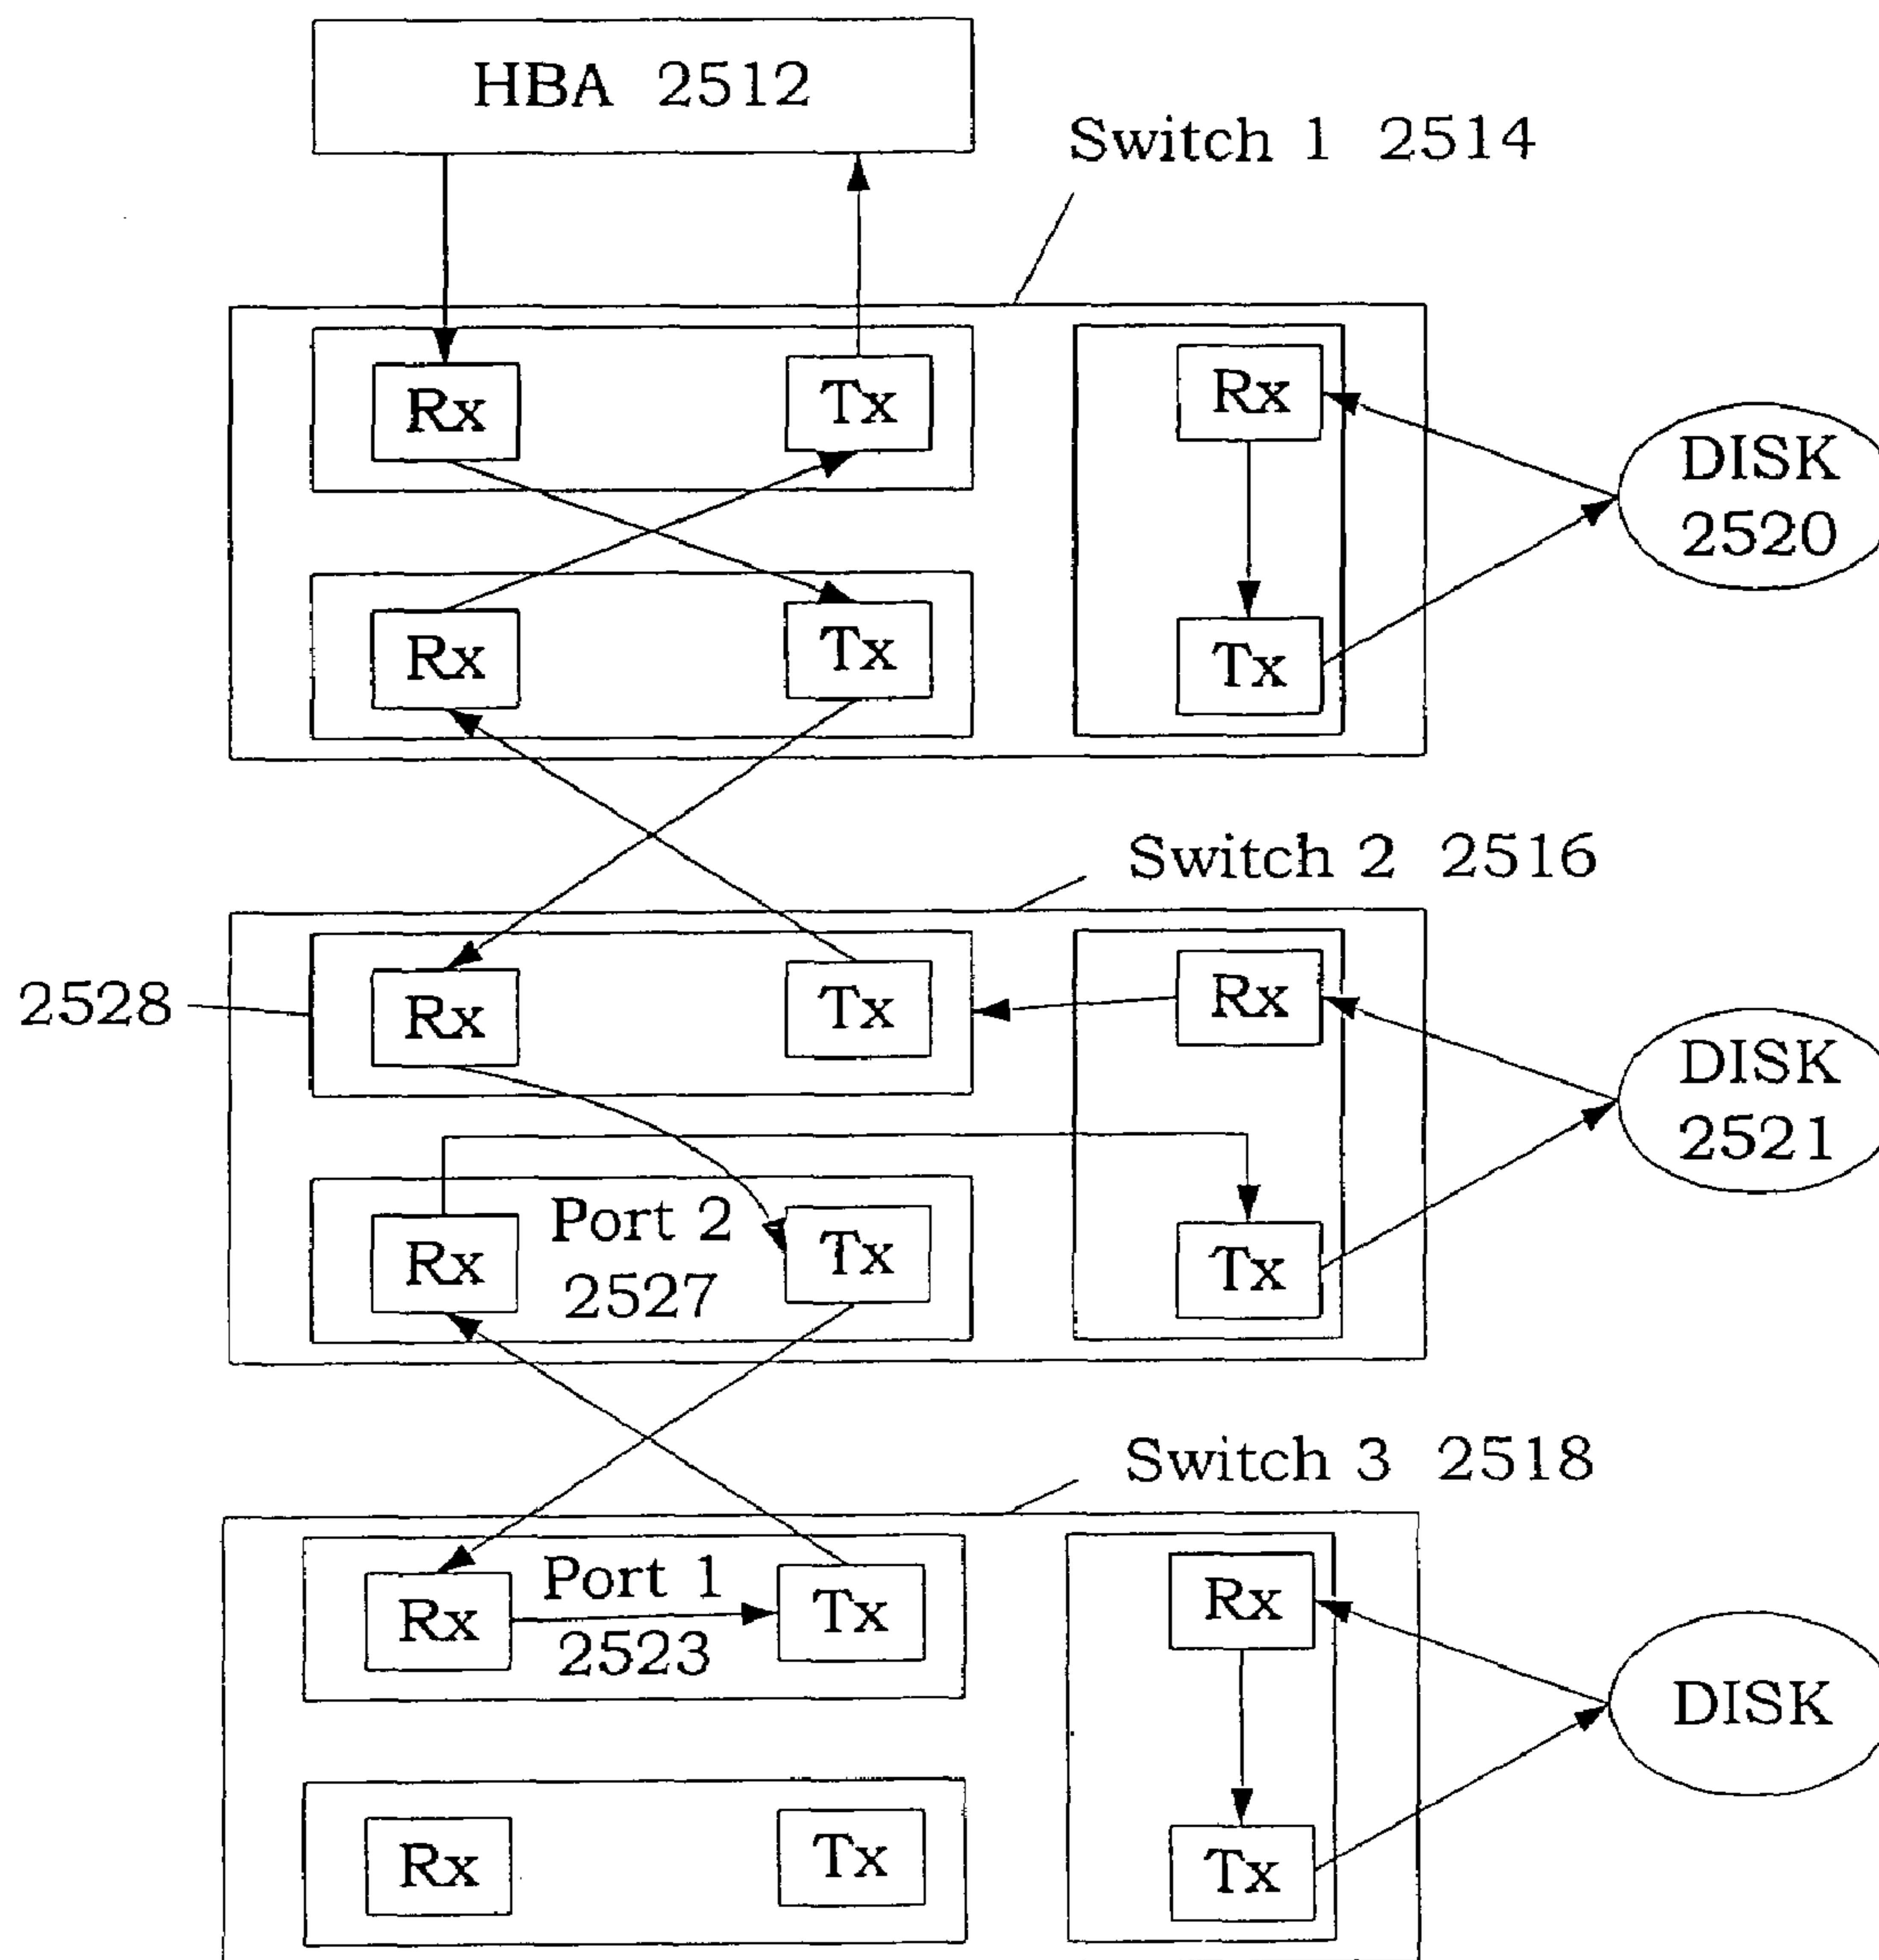 HBA 2512
Switch 1 2514
Rx
Tx
Rx
DISK
2520
Rx
Tx
Tx
Switch 2 2516
2528
Rx
Tx
Rx
DISK
2521
Port 2
2527
Rx
Tx
Tx
Switch 3 2518
Port 1
2523
Rx
Tx
Rx
DISK
Rx
Tx
Tx